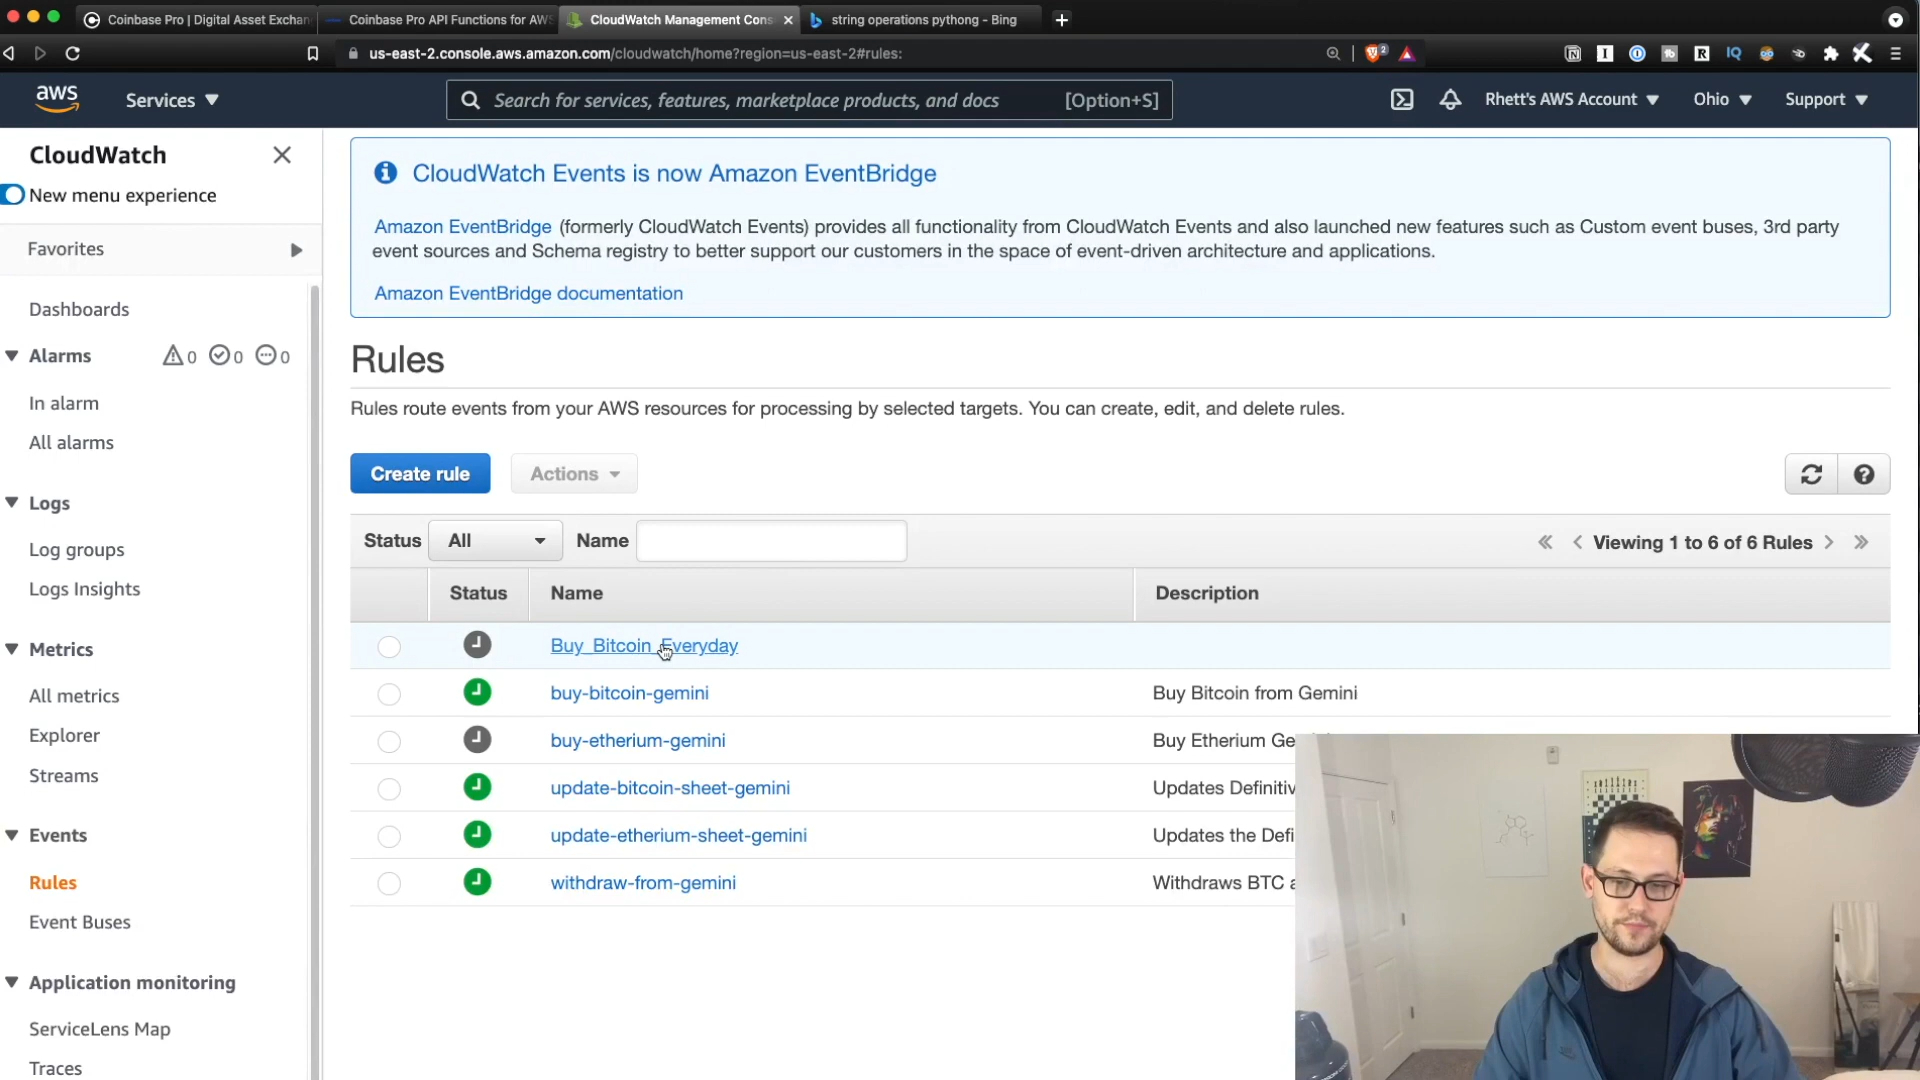 Coinbase Pro | Digital Asset Exchan
Coinbase Pro API Functions for AWS
CloudWatch Management Cons
string operations pythong - Bing
us-east-2.console.aws.amazon.com/cloudwatch/home?region=us-east-2#rules:
2
IQ
aws
Services
Search for services, features, marketplace products, and docs
[Option+S]
Rhett's AWS Account
Ohio
Support
CloudWatch
New menu experience
Favorites
Dashboards
Alarms
0
0
0
In alarm
All alarms
Logs
Log groups
Logs Insights
Metrics
All metrics
Explorer
Streams
Events
Rules
Event Buses
Application monitoring
ServiceLens Map
Traces
CloudWatch Events is now Amazon EventBridge
Amazon EventBridge (formerly CloudWatch Events) provides all functionality from CloudWatch Events and also launched new features such as Custom event buses, 3rd party
event sources and Schema registry to better support our customers in the space of event-driven architecture and applications.
Amazon EventBridge documentation
Rules
Rules route events from your AWS resources for processing by selected targets. You can create, edit, and delete rules.
Create rule
Actions
Status
All
Name
Viewing 1 to 6 of 6 Rules
Status
Name
Description
Buy_Bitcoin_Everyday
buy-bitcoin-gemini
Buy Bitcoin from Gemini
buy-etherium-gemini
Buy Etherium Ge
update-bitcoin-sheet-gemini
Updates Definitiv
update-etherium-sheet-gemini
Updates the Defi
withdraw-from-gemini
Withdraws BTC a